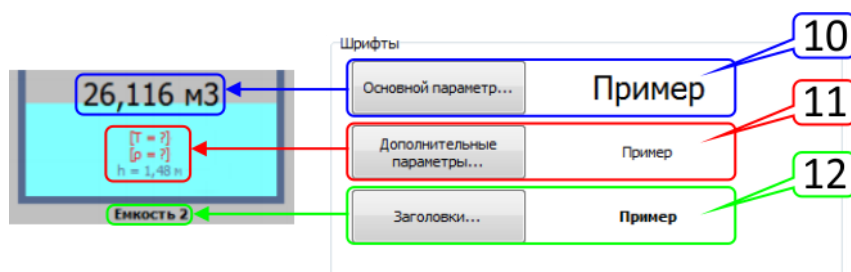 Шрифты
10
26,116 м3
Основной параметр...
Пример
11
[T = ?]
[ρ = ?]
h = 1,48 м
Дополнительные
параметры...
Пример
12
Емкость 2
Заголовки...
Пример